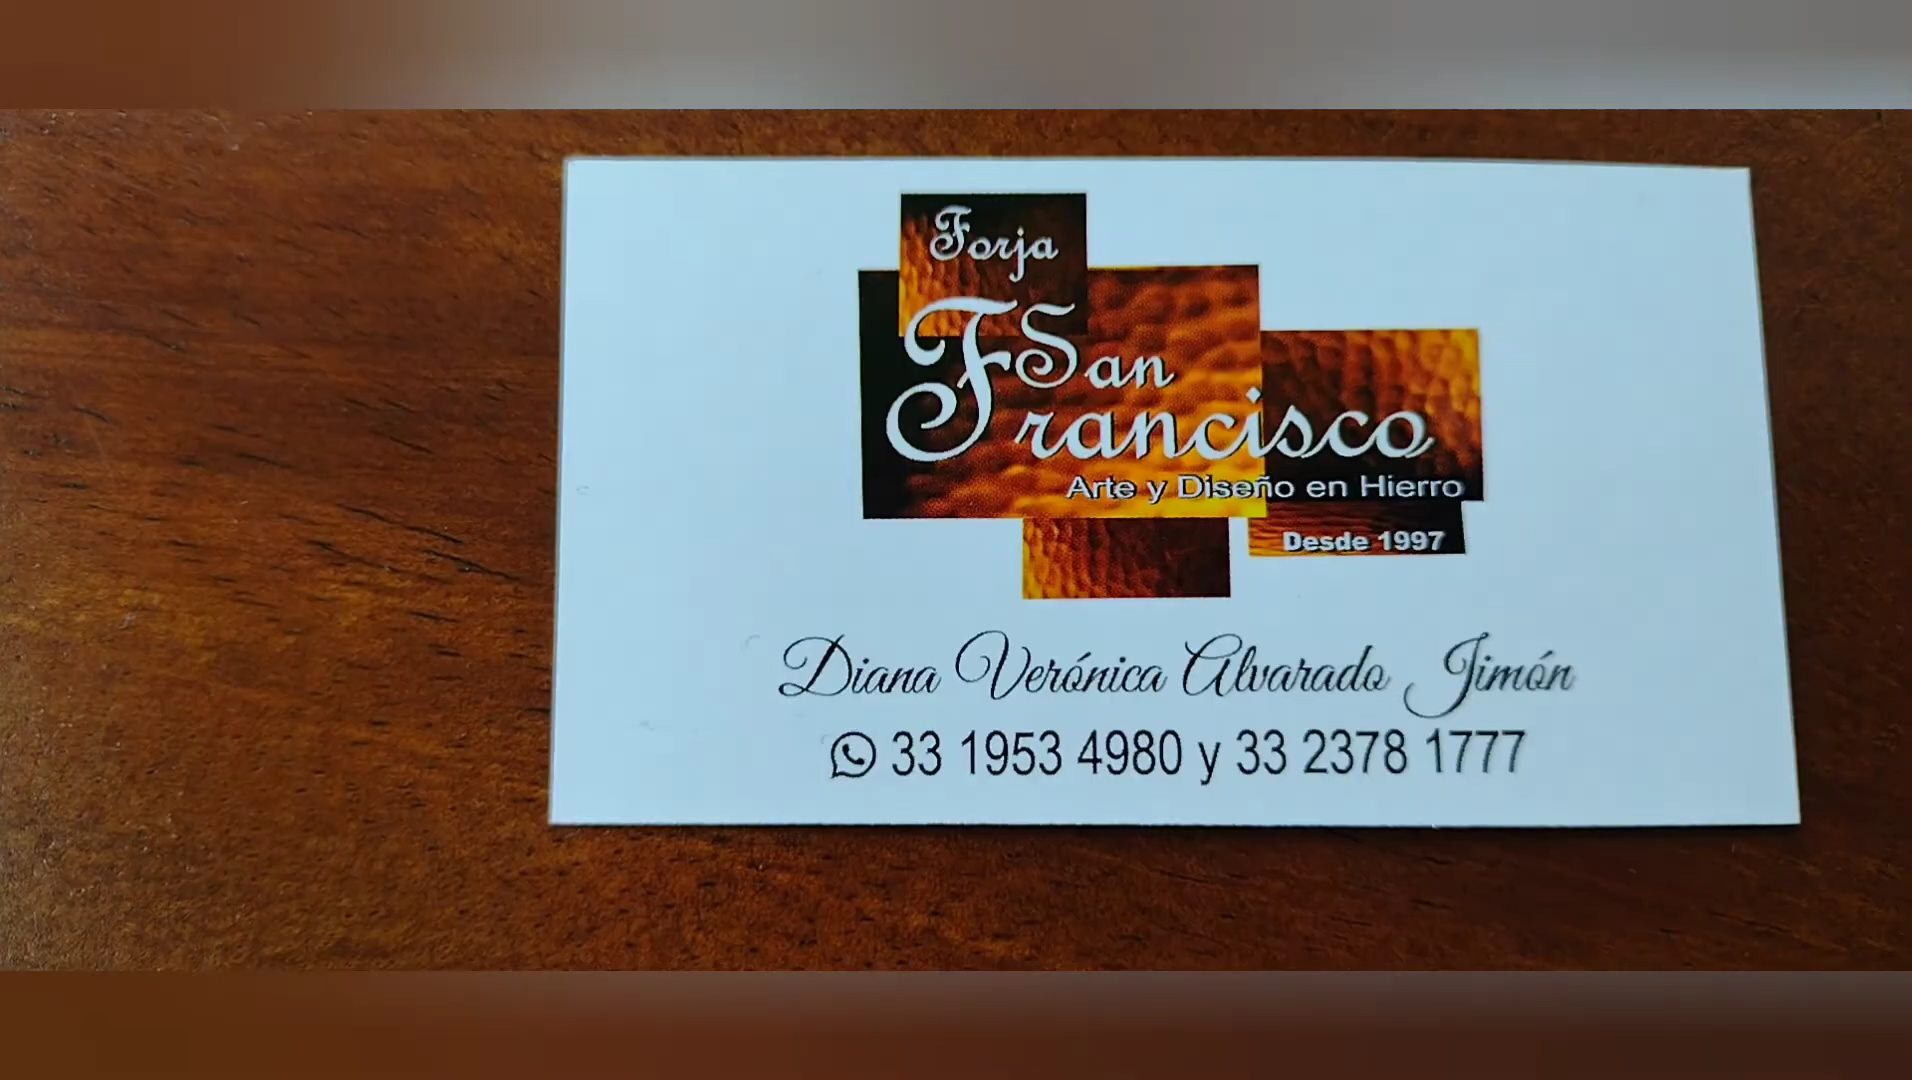 Forja
San
Francisco
Arte y Diseño en Hierro
Desde 1997
Diana Verónica Alvarado Jimón
33 1953 4980 y 33 2378 1777